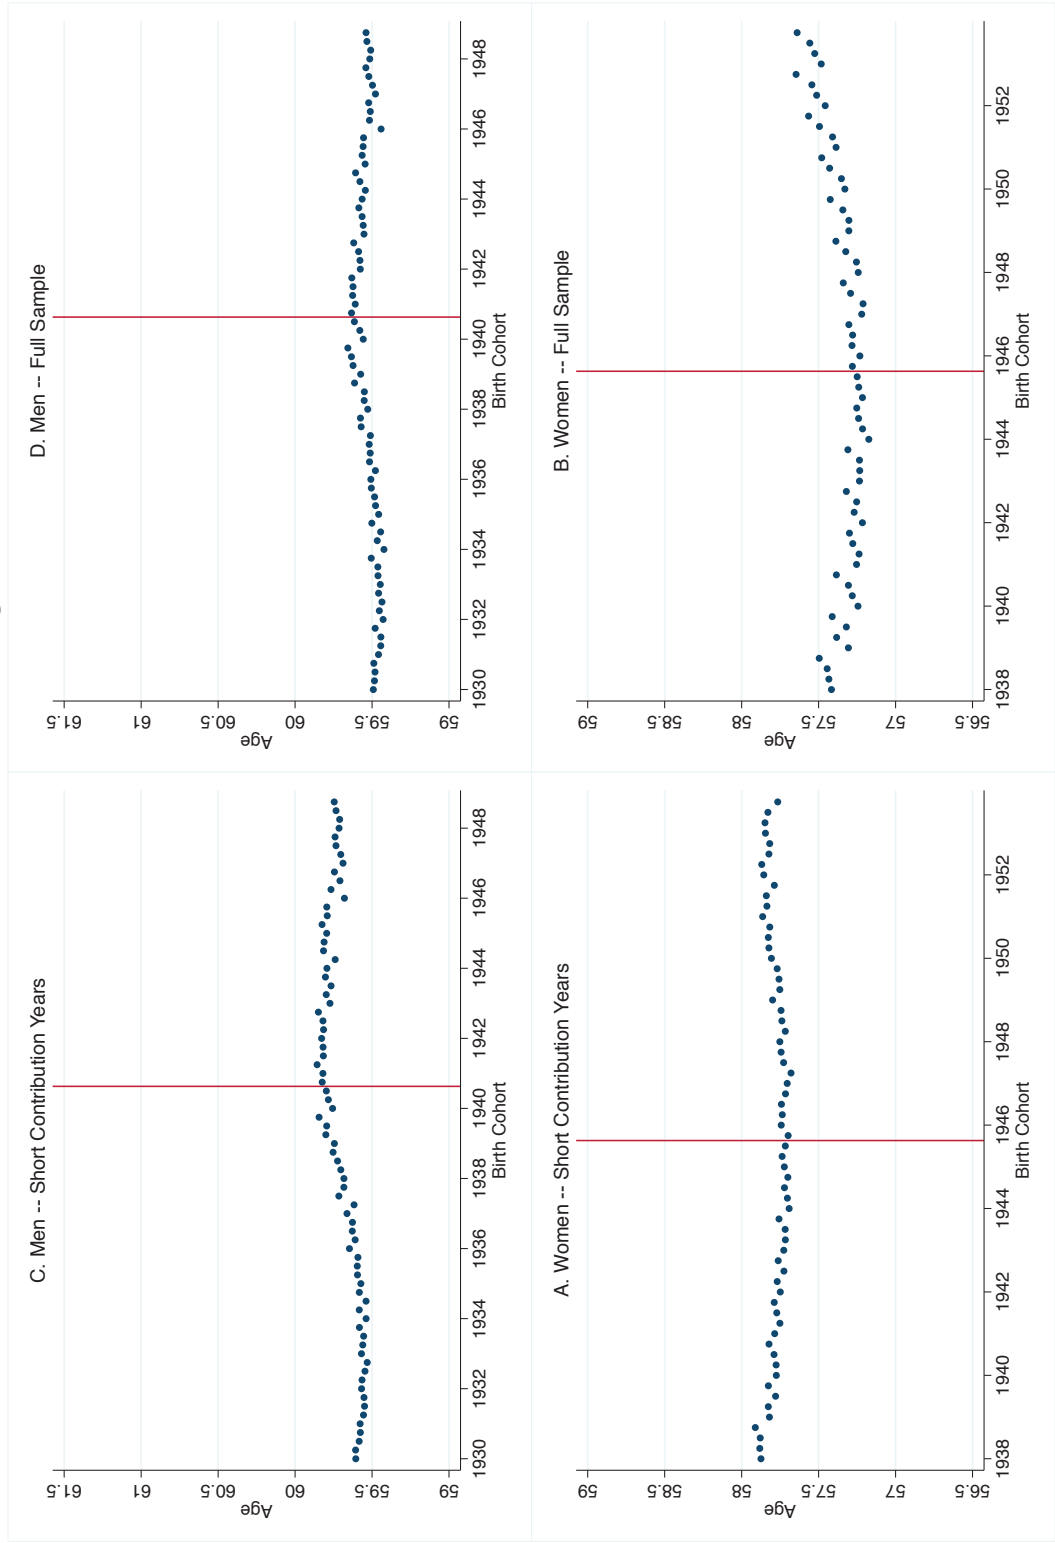 C. Men -- Short Contribution Years
61.5
61
60.5
60
59.5
59
Age
1930 1932 1934 1936 1938 1940 1942 1944 1946 1948
Birth Cohort
D. Men -- Full Sample
61.5
61
60.5
60
59.5
59
Age
1930 1932 1934 1936 1938 1940 1942 1944 1946 1948
Birth Cohort
A. Women -- Short Contribution Years
59
58.5
58
57.5
57
56.5
Age
1938 1940 1942 1944 1946 1948 1950 1952
Birth Cohort
B. Women -- Full Sample
59
58.5
58
57.5
57
56.5
Age
1938 1940 1942 1944 1946 1948 1950 1952
Birth Cohort